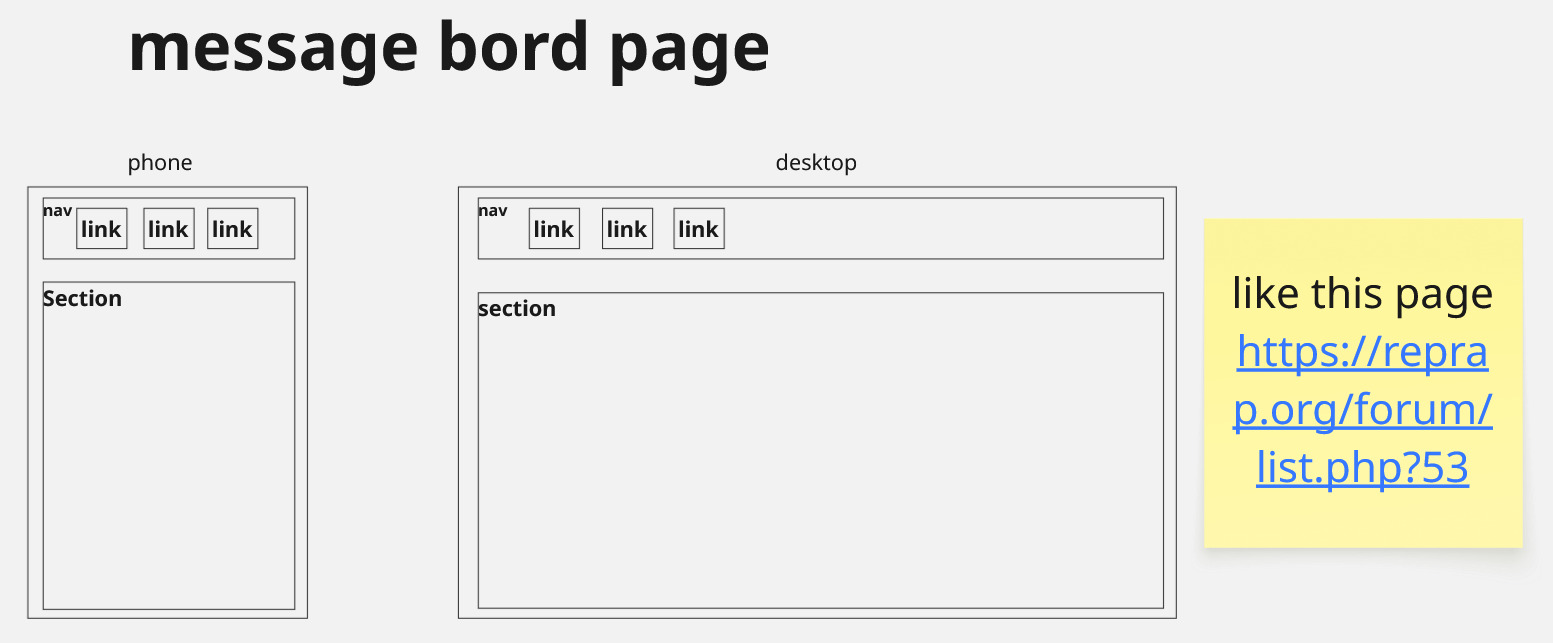 message bord page
phone
desktop
nav
link link link
Section
nav
link link link
section
like this page
https://repra
p.org/forum/
list.php?53